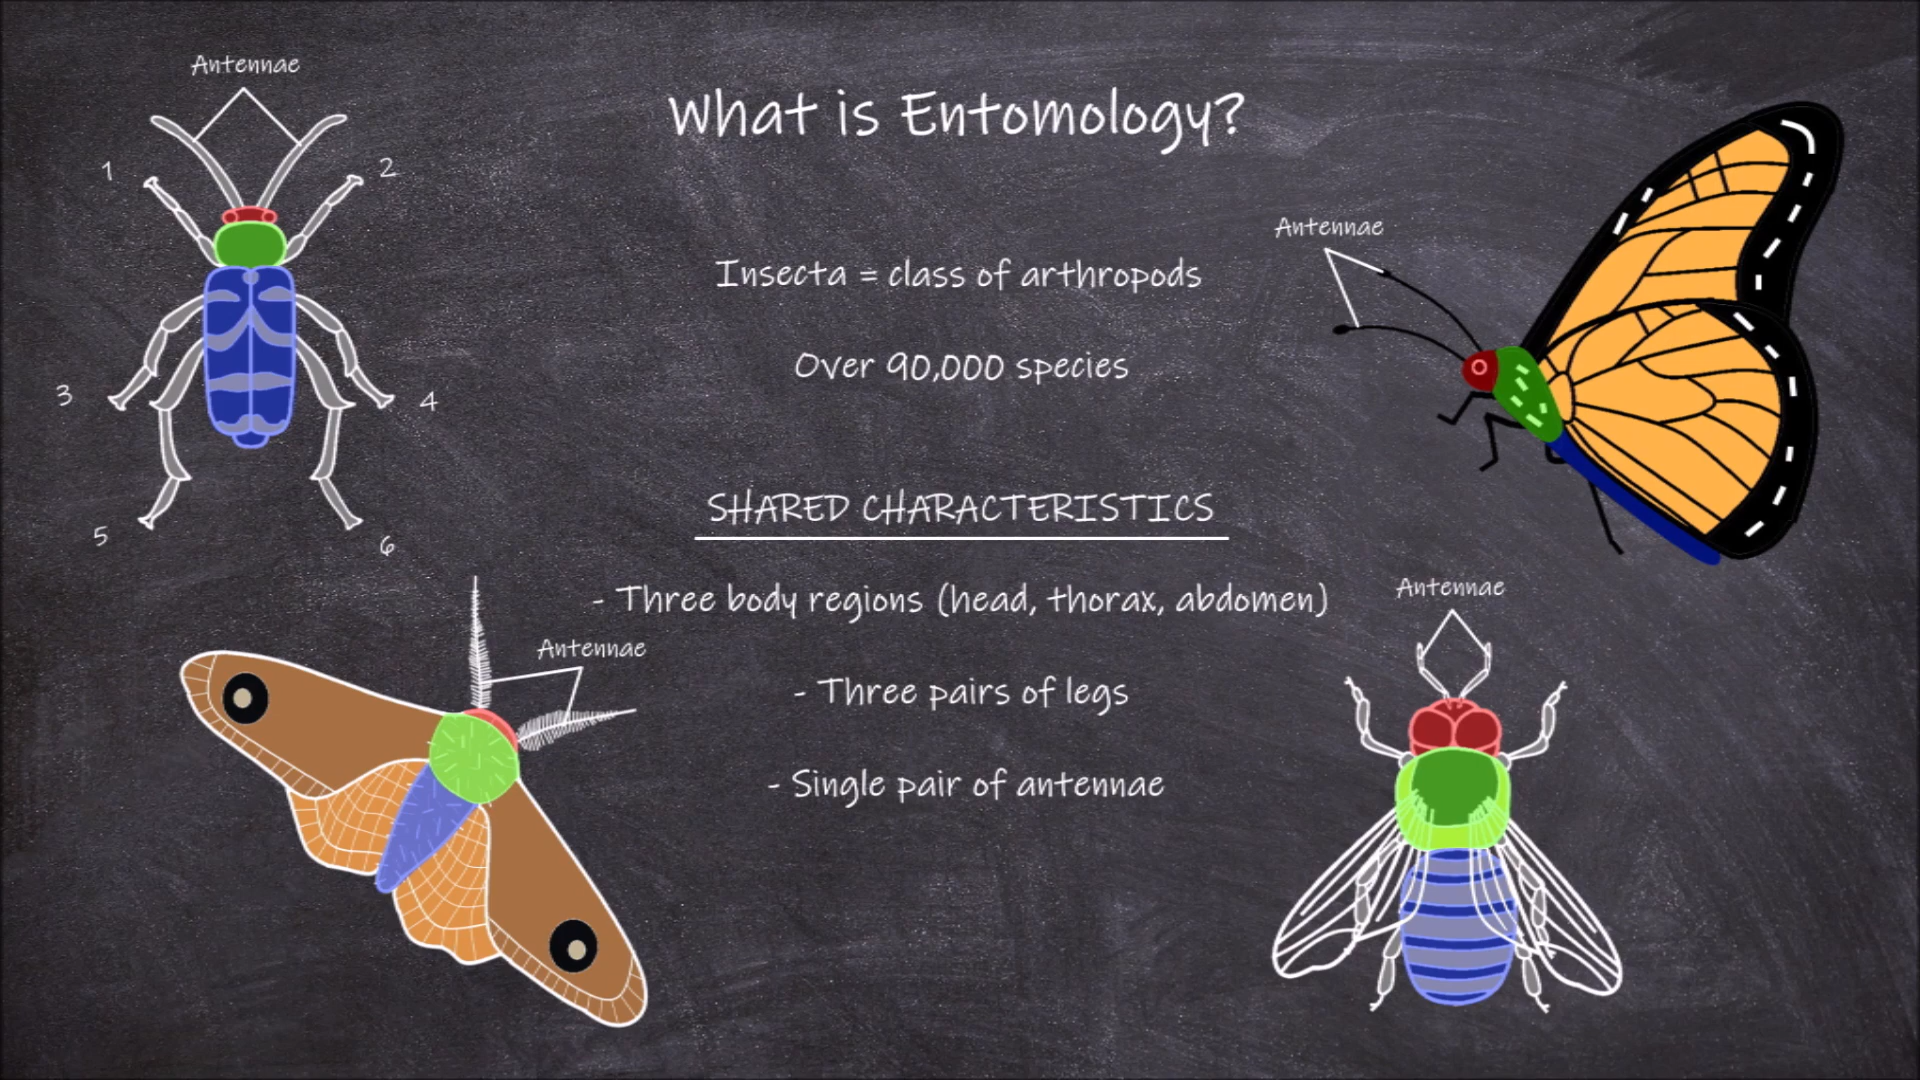 What is Entomology?
Antennae
1
2
3
4
5
6
Insecta = class of arthropods
Over 90,000 species
Antennae
SHARED CHARACTERISTICS
- Three body regions (head, thorax, abdomen)
- Three pairs of legs
- Single pair of antennae
Antennae
Antennae